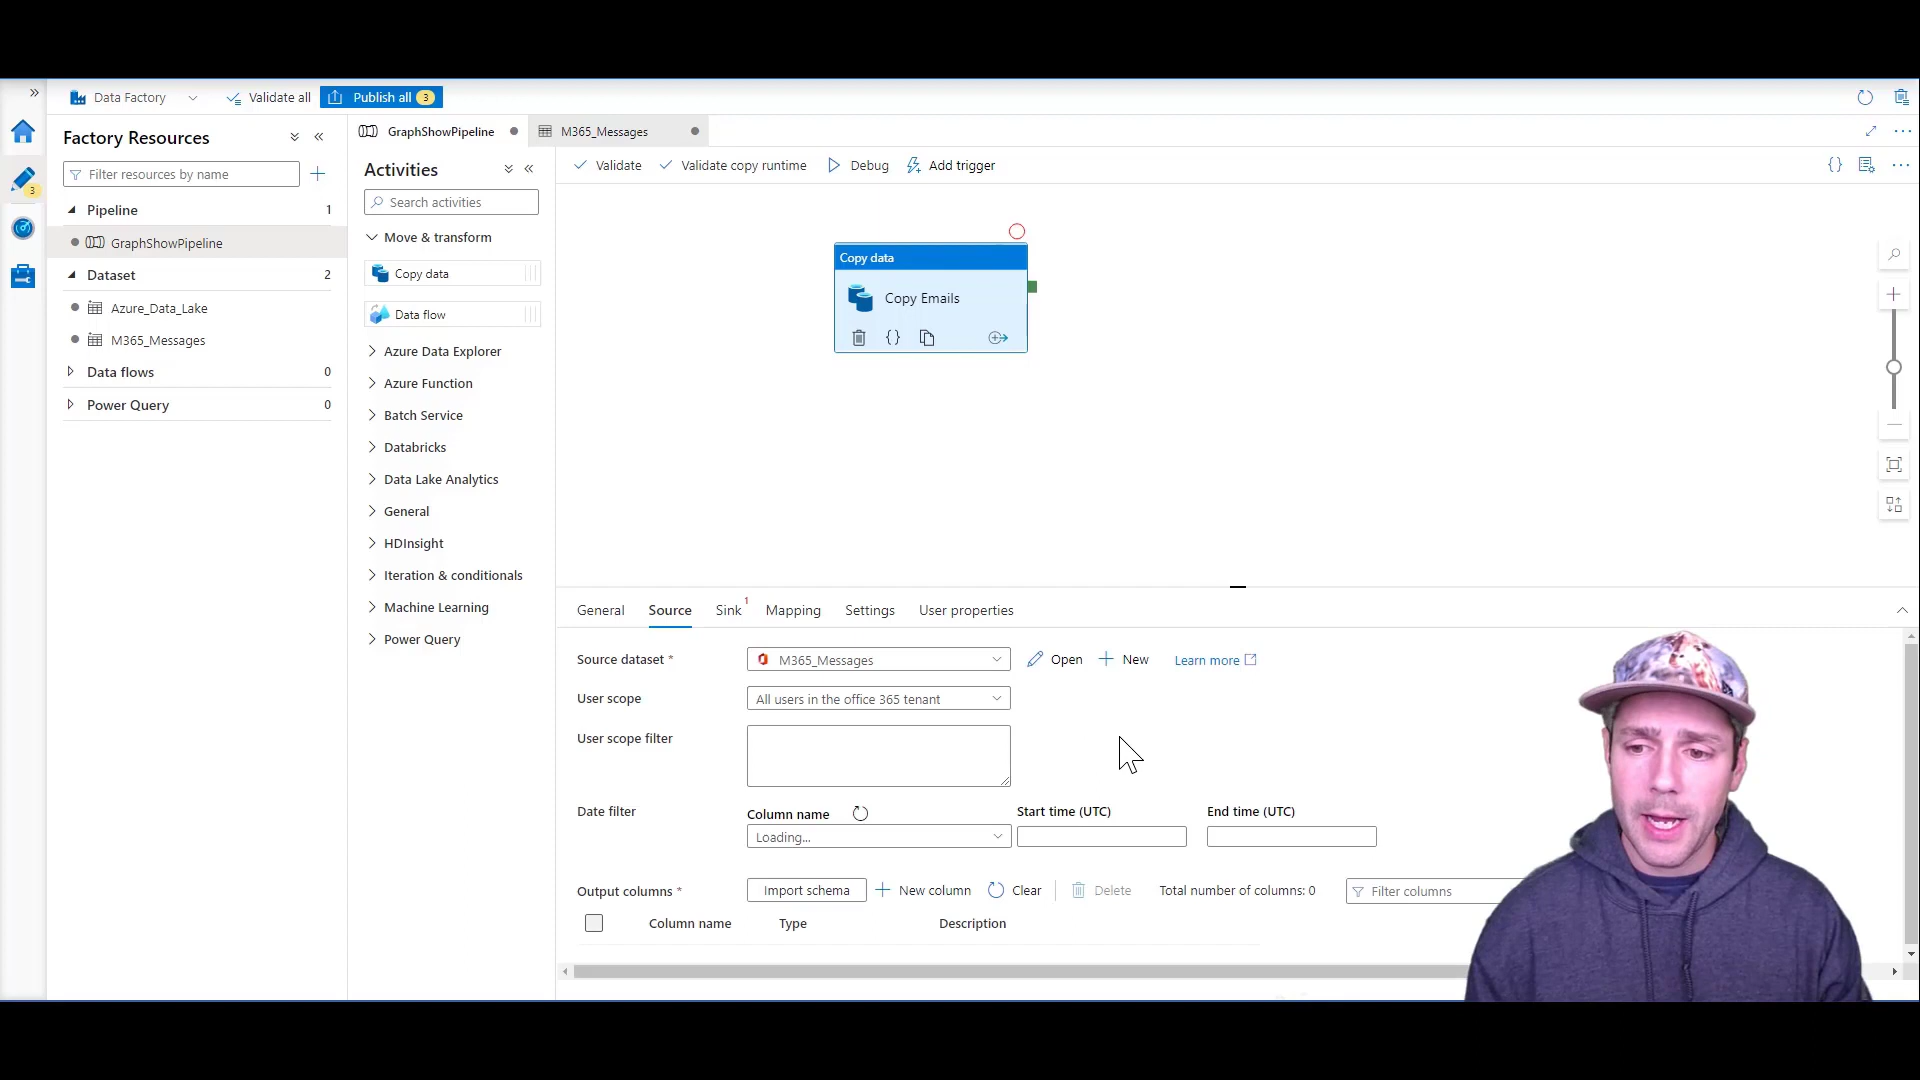 Data Factory
Validate all
Publish all 3
Factory Resources
GraphShowPipeline
M365_Messages
Activities
Validate
Validate copy runtime
Debug
Add trigger
Filter resources by name
3
Pipeline 1
GraphShowPipeline
Dataset 2
Azure_Data_Lake
M365_Messages
Data flows 0
Power Query 0
Search activities
Move & transform
Copy data
Data flow
Azure Data Explorer
Azure Function
Batch Service
Databricks
Data Lake Analytics
General
HDInsight
Iteration & conditionals
Machine Learning
Power Query
Copy data
Copy Emails
General
Source
Sink 1
Mapping
Settings
User properties
Source dataset *
M365_Messages
Open
New
Learn more
User scope
All users in the office 365 tenant
User scope filter
Date filter
Column name
Start time (UTC)
End time (UTC)
Loading...
Output columns *
Import schema
New column
Clear
Delete
Total number of columns: 0
Filter columns
Column name
Type
Description